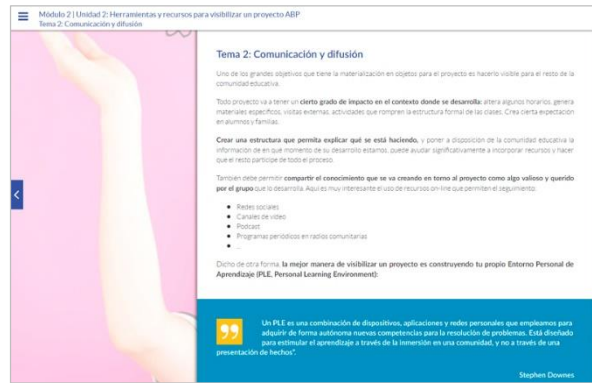 Módulo 2 | Unidad 2: Herramientas y recursos para visibilizar un proyecto ABP
Tema 2: Comunicación y difusión
Tema 2: Comunicación y difusión
Uno de los grandes objetivos que tiene la materialización en objetos para el proyecto es hacerlo visible para el resto de la
comunidad educativa.
Todo proyecto va a tener un cierto grado de impacto en el contexto donde se desarrolla: altera algunos horarios, genera
materiales específicos, visitas externas, actividades que rompren la estructura formal de las clases. Crea cierta expectación
en alumnos y familias.
Crear una estructura que permita explicar qué se está haciendo, y poner a disposición de la comunidad educativa la
información de en que momento de su desarrollo estamos, puede ayudar significativamente a incorporar recursos y hacer
que el resto participe de todo el proceso.
También debe permitir compartir el conocimiento que se va creando en torno al proyecto como algo valioso y querido
por el grupo que lo desarrolla. Aquí es muy interesante el uso de recursos on-line que permiten el seguimiento:
Redes sociales
Canales de video
Podcast
Programas periódicos en radios comunitarias
...
Dicho de otra forma, la mejor manera de visibilizar un proyecto es construyendo tu propio Entorno Personal de
Aprendizaje (PLE, Personal Learning Environment):
Un PLE es una combinación de dispositivos, aplicaciones y redes personales que empleamos para
adquirir de forma autónoma nuevas competencias para la resolución de problemas. Está diseñado
para estimular el aprendizaje a través de la inmersión en una comunidad, y no a través de una
presentación de hechos".
Stephen Downes